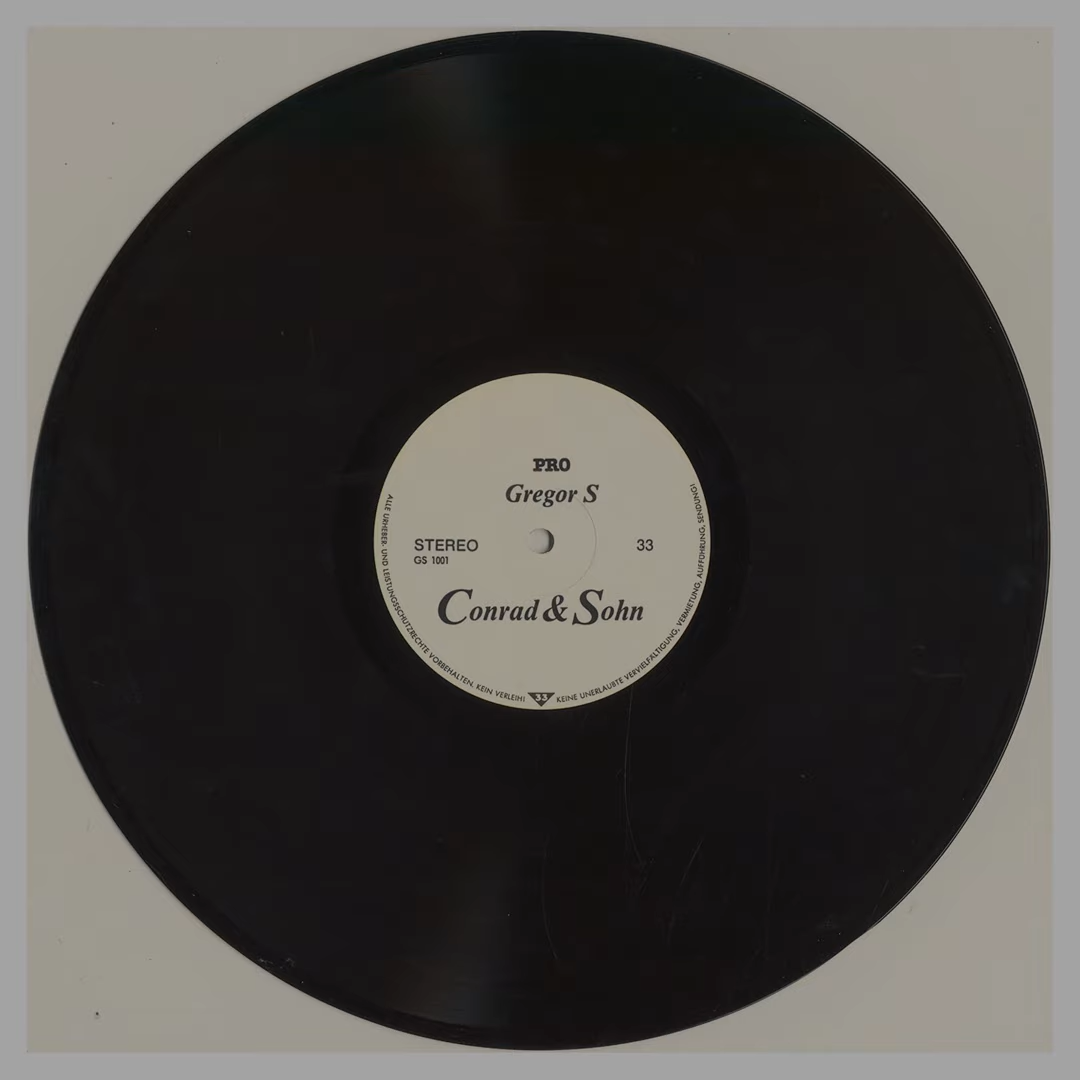 PRO
Gregor S
STEREO 33
GS 1001
Conrad & Sohn
ALLE URHEBER- UND LEISTUNGSSCHUTZRECHTE VORBEHALTEN. KEIN VERLEIH! 33 KEINE UNERLAUBTE VERVIELFÄLTIGUNG, VERMIETUNG, AUFFÜHRUNG, SENDUNG!